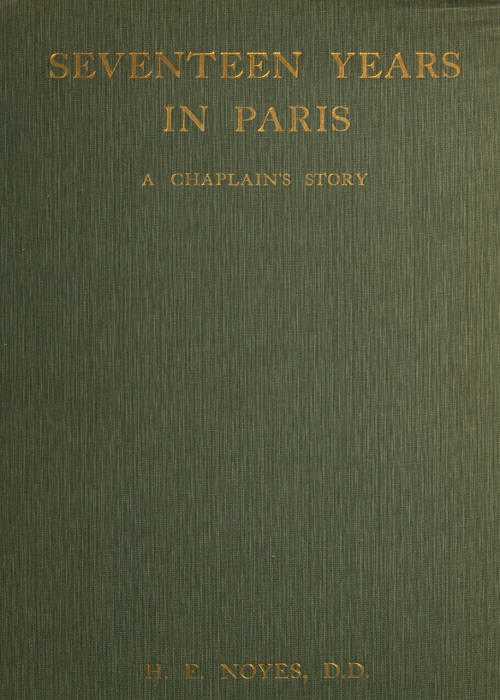 SEVENTEEN YEARS
IN PARIS
A CHAPLAIN'S STORY
H. E. NOYES, D.D.